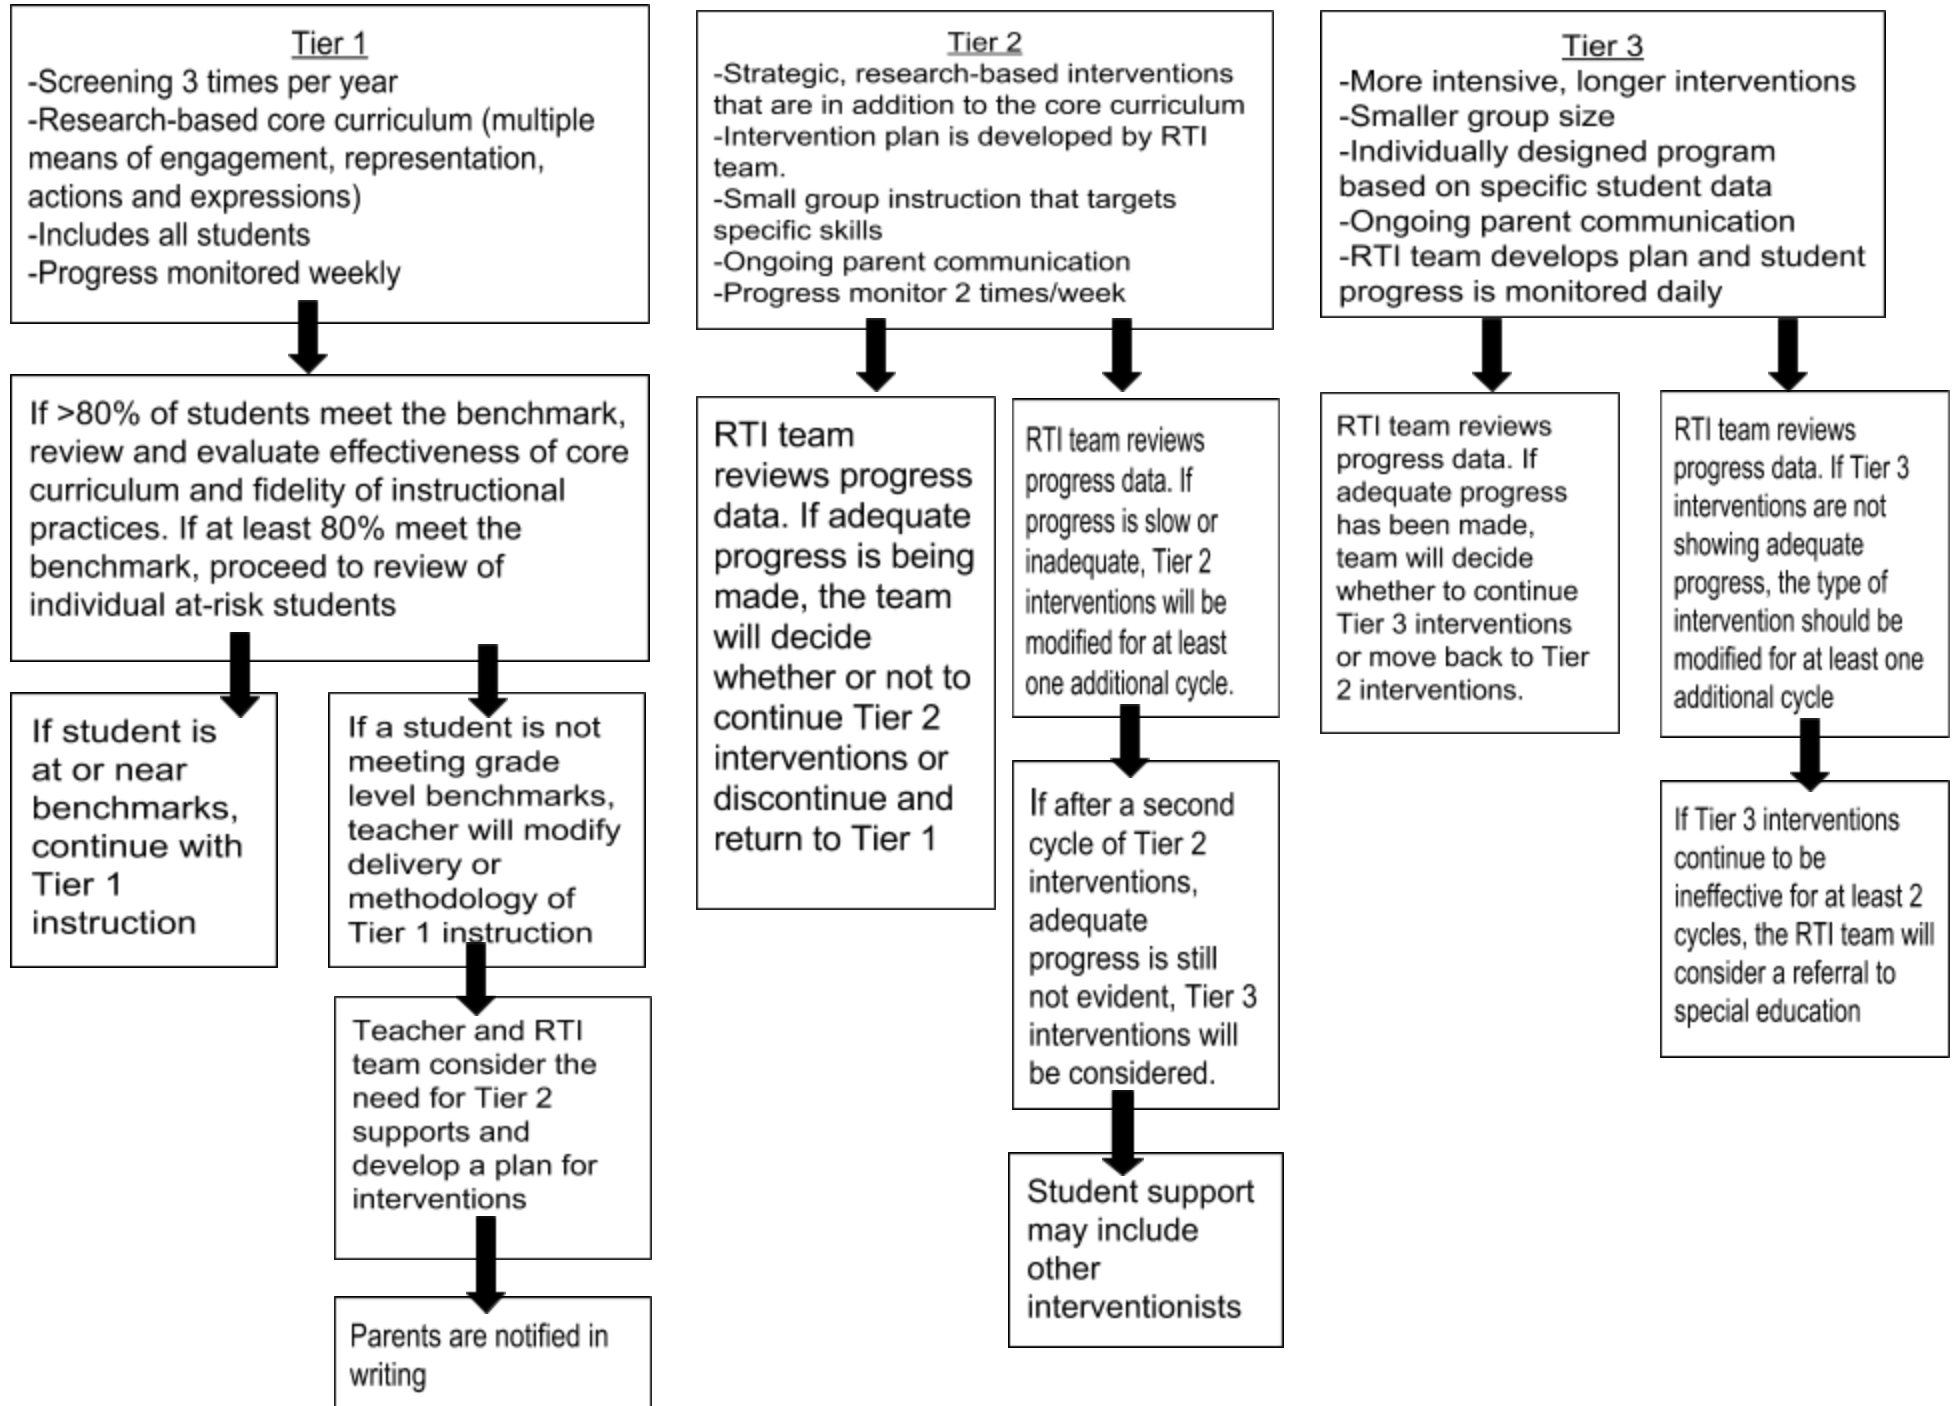 Tier 1
-Screening 3 times per year
-Research-based core curriculum (multiple
means of engagement, representation,
actions and expressions)
-Includes all students
-Progress monitored weekly
If >80% of students meet the benchmark,
review and evaluate effectiveness of core
curriculum and fidelity of instructional
practices. If at least 80% meet the
benchmark, proceed to review of
individual at-risk students
If student is
at or near
benchmarks,
continue with
Tier 1
instruction
If a student is not
meeting grade
level benchmarks,
teacher will modify
delivery or
methodology of
Tier 1 instruction
Teacher and RTI
team consider the
need for Tier 2
supports and
develop a plan for
interventions
Parents are notified in
writing
Tier 2
-Strategic, research-based interventions
that are in addition to the core curriculum
-Intervention plan is developed by RTI
team.
-Small group instruction that targets
specific skills
-Ongoing parent communication
-Progress monitor 2 times/week
RTI team
reviews progress
data. If adequate
progress is being
made, the team
will decide
whether or not to
continue Tier 2
interventions or
discontinue and
return to Tier 1
RTI team reviews
progress data. If
progress is slow or
inadequate, Tier 2
interventions will be
modified for at least
one additional cycle.
If after a second
cycle of Tier 2
interventions,
adequate
progress is still
not evident, Tier 3
interventions will
be considered.
Student support
may include
other
interventionists
Tier 3
-More intensive, longer interventions
-Smaller group size
-Individually designed program
based on specific student data
-Ongoing parent communication
-RTI team develops plan and student
progress is monitored daily
RTI team reviews
progress data. If
adequate progress
has been made,
team will decide
whether to continue
Tier 3 interventions
or move back to Tier
2 interventions.
RTI team reviews
progress data. If Tier 3
interventions are not
showing adequate
progress, the type of
intervention should be
modified for at least one
additional cycle
If Tier 3 interventions
continue to be
ineffective for at least 2
cycles, the RTI team will
consider a referral to
special education